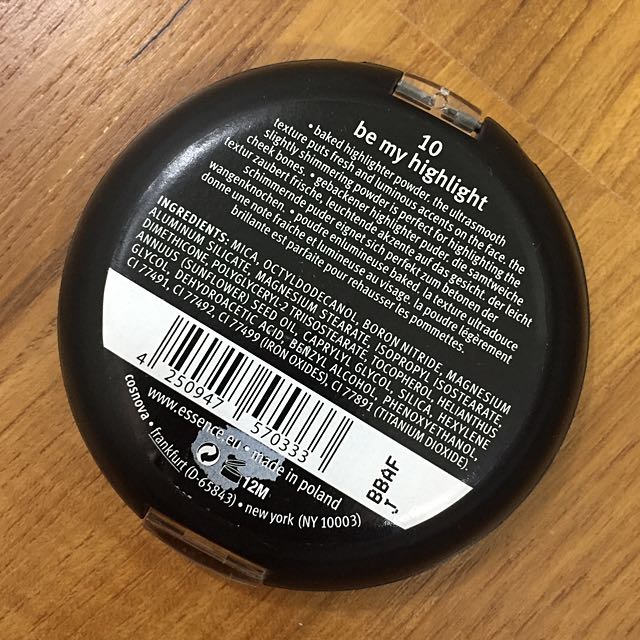 10
be my highlight
• baked highlighter powder. the ultrasmooth
texture puts fresh and luminous accents on the face. the
slightly shimmering powder is perfect for highlighting the
cheek bones. • gebackener highlighter puder. die samtweiche
textur zaubert frische, leuchtende akzente auf das gesicht. der leicht
schimmernde puder eignet sich perfekt zum betonen der
wangenknochen. • poudre enlumineuse baked. la texture ultradouce
donne une note fraîche et lumineuse au visage. la poudre légèrement
brillante est parfaite pour rehausser les pommettes.
INGREDIENTS: MICA, OCTYLDODECANOL, BORON NITRIDE, MAGNESIUM
ALUMINUM SILICATE, MAGNESIUM STEARATE, ISOPROPYL ISOSTEARATE,
DIMETHICONE, POLYGLYCERYL-2 TRIISOSTEARATE, TOCOPHEROL, HELIANTHUS
ANNUUS (SUNFLOWER) SEED OIL, CAPRYLYL GLYCOL, SILICA, HEXYLENE
GLYCOL, DEHYDROACETIC ACID, BENZYL ALCOHOL, PHENOXYETHANOL,
CI 77491, CI 77492, CI 77499 (IRON OXIDES), CI 77891 (TITANIUM DIOXIDE).
4 250947 570333
BB4F
J
www.essence.eu • made in poland
12M
cosnova • frankfurt (D-65843) • new york (NY 10003)